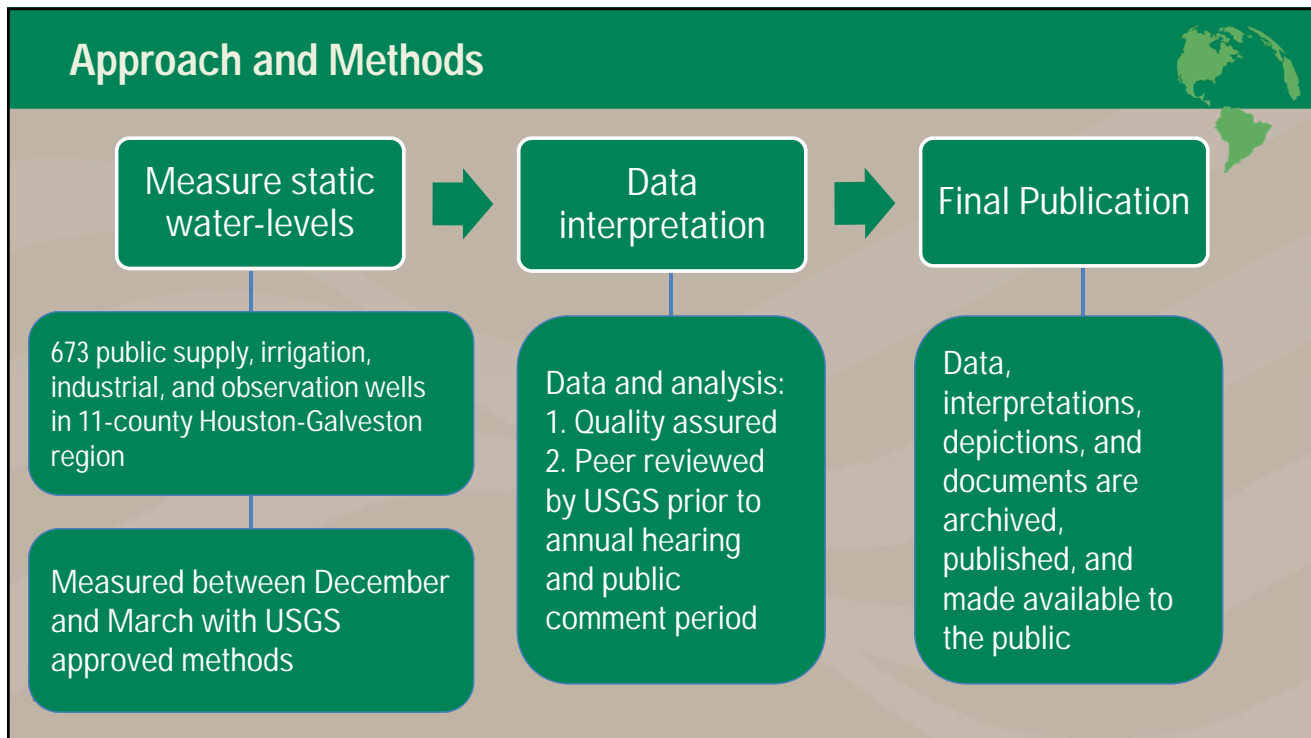 Approach and Methods
Measure static
water-levels
673 public supply, irrigation,
industrial, and observation wells
in 11-county Houston-Galveston
region
Measured between December
and March with USGS
approved methods
Data
interpretation
Data and analysis:
1. Quality assured
2. Peer reviewed
by USGS prior to
annual hearing
and public
comment period
Final Publication
Data,
interpretations,
depictions, and
documents are
archived,
published, and
made available to
the public